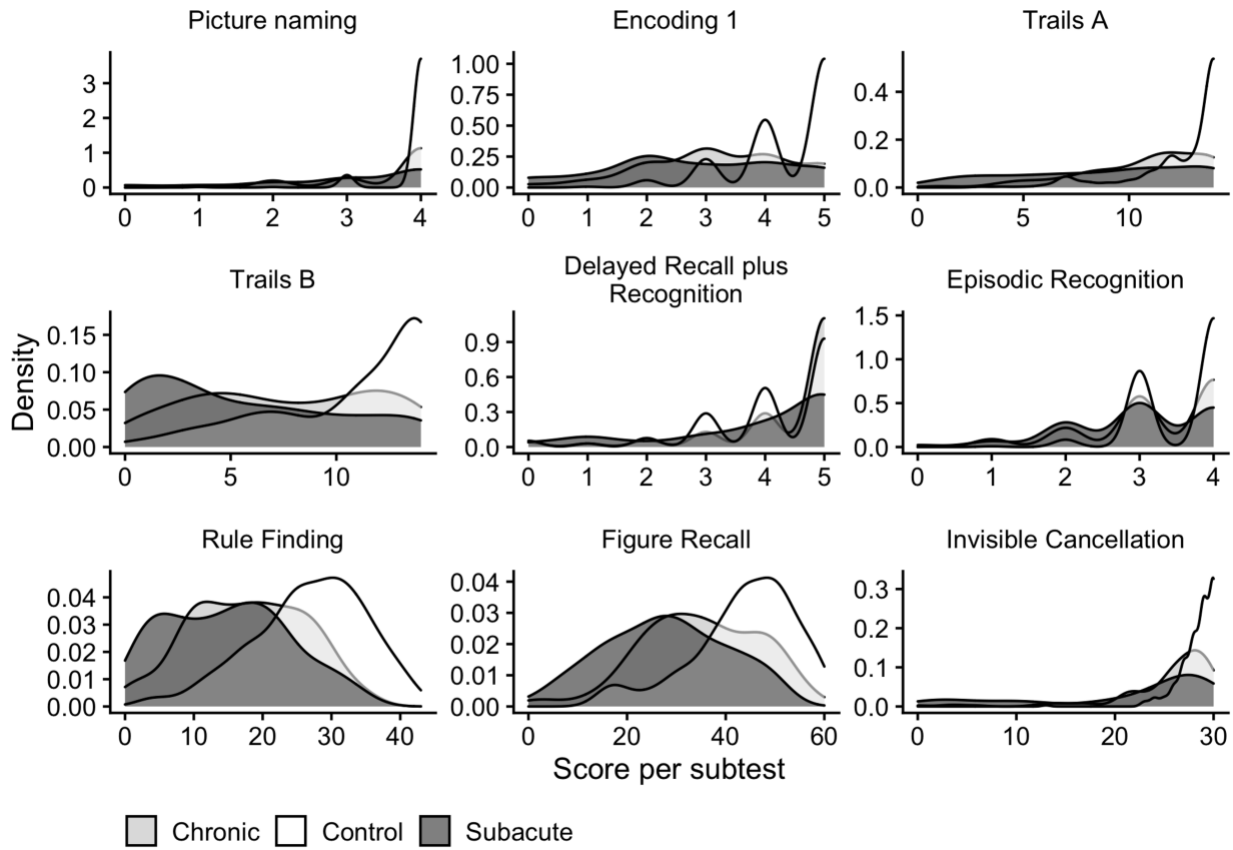 Picture naming
Encoding 1
Trails A
3
2
1
0
0 1 2 3 4
1.00
0.75
0.50
0.25
0.00
0 1 2 3 4 5
0.4
0.2
0.0
0 5 10
Trails B
Delayed Recall plus
Recognition
Episodic Recognition
0.15
0.10
0.05
0.00
0 5 10
0.9
0.6
0.3
0.0
0 1 2 3 4 5
1.5
1.0
0.5
0.0
0 1 2 3 4
Density
Rule Finding
Figure Recall
Invisible Cancellation
0.04
0.03
0.02
0.01
0.00
0 10 20 30 40
0.04
0.03
0.02
0.01
0.00
0 20 40 60
0.3
0.2
0.1
0.0
0 10 20 30
Score per subtest
Chronic Control Subacute